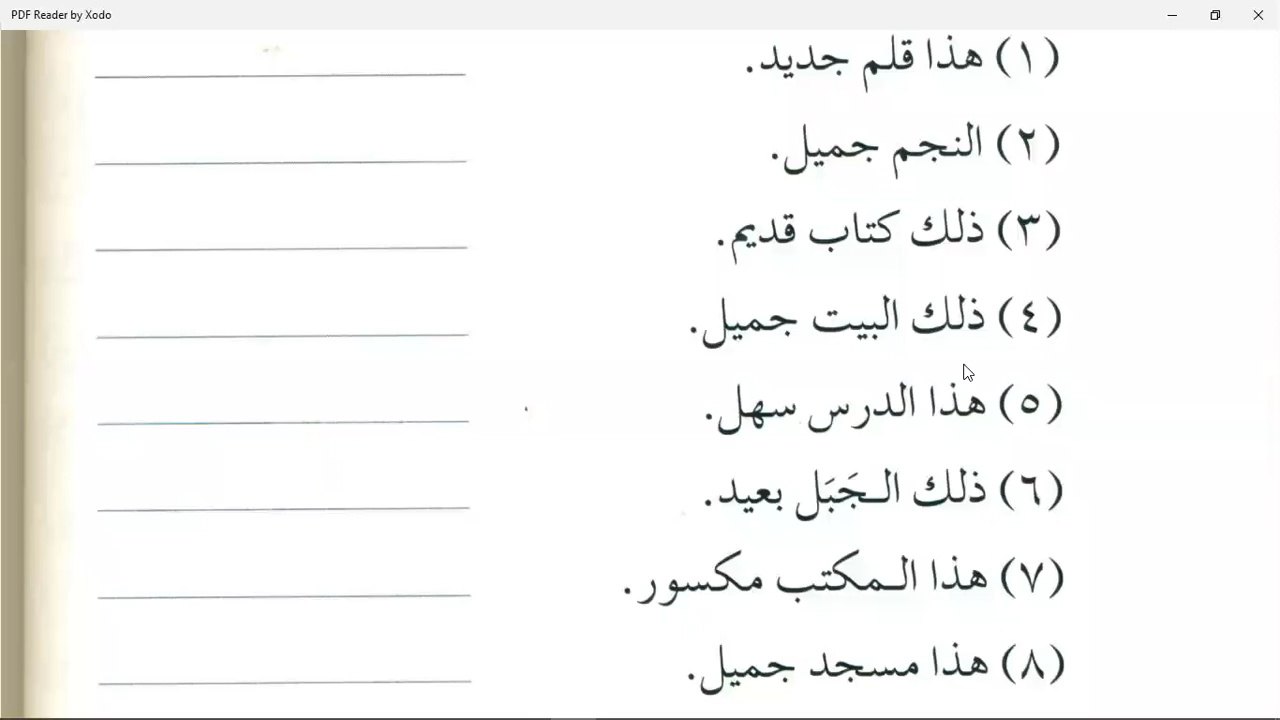 PDF Reader by Xodo
(١) هذا قلم جديد.
(٢) النجم جميل.
(٣) ذلك كتاب قديم.
(٤) ذلك البيت جميل.
(٥) هذا الدرس سهل.
(٦) ذلك الـجَبَل بعيد.
(٧) هذا الـمكتب مكسور.
(٨) هذا مسجد جميل.